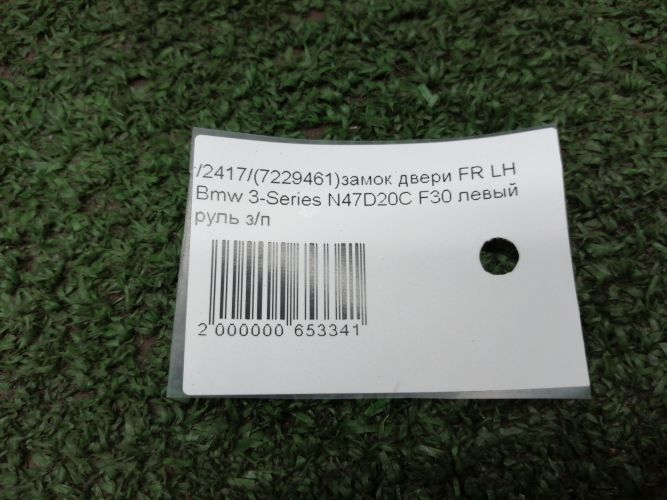 /2417/(7229461)замок двери FR LH
Bmw 3-Series N47D20C F30 левый
руль з/п
2 000000 653341